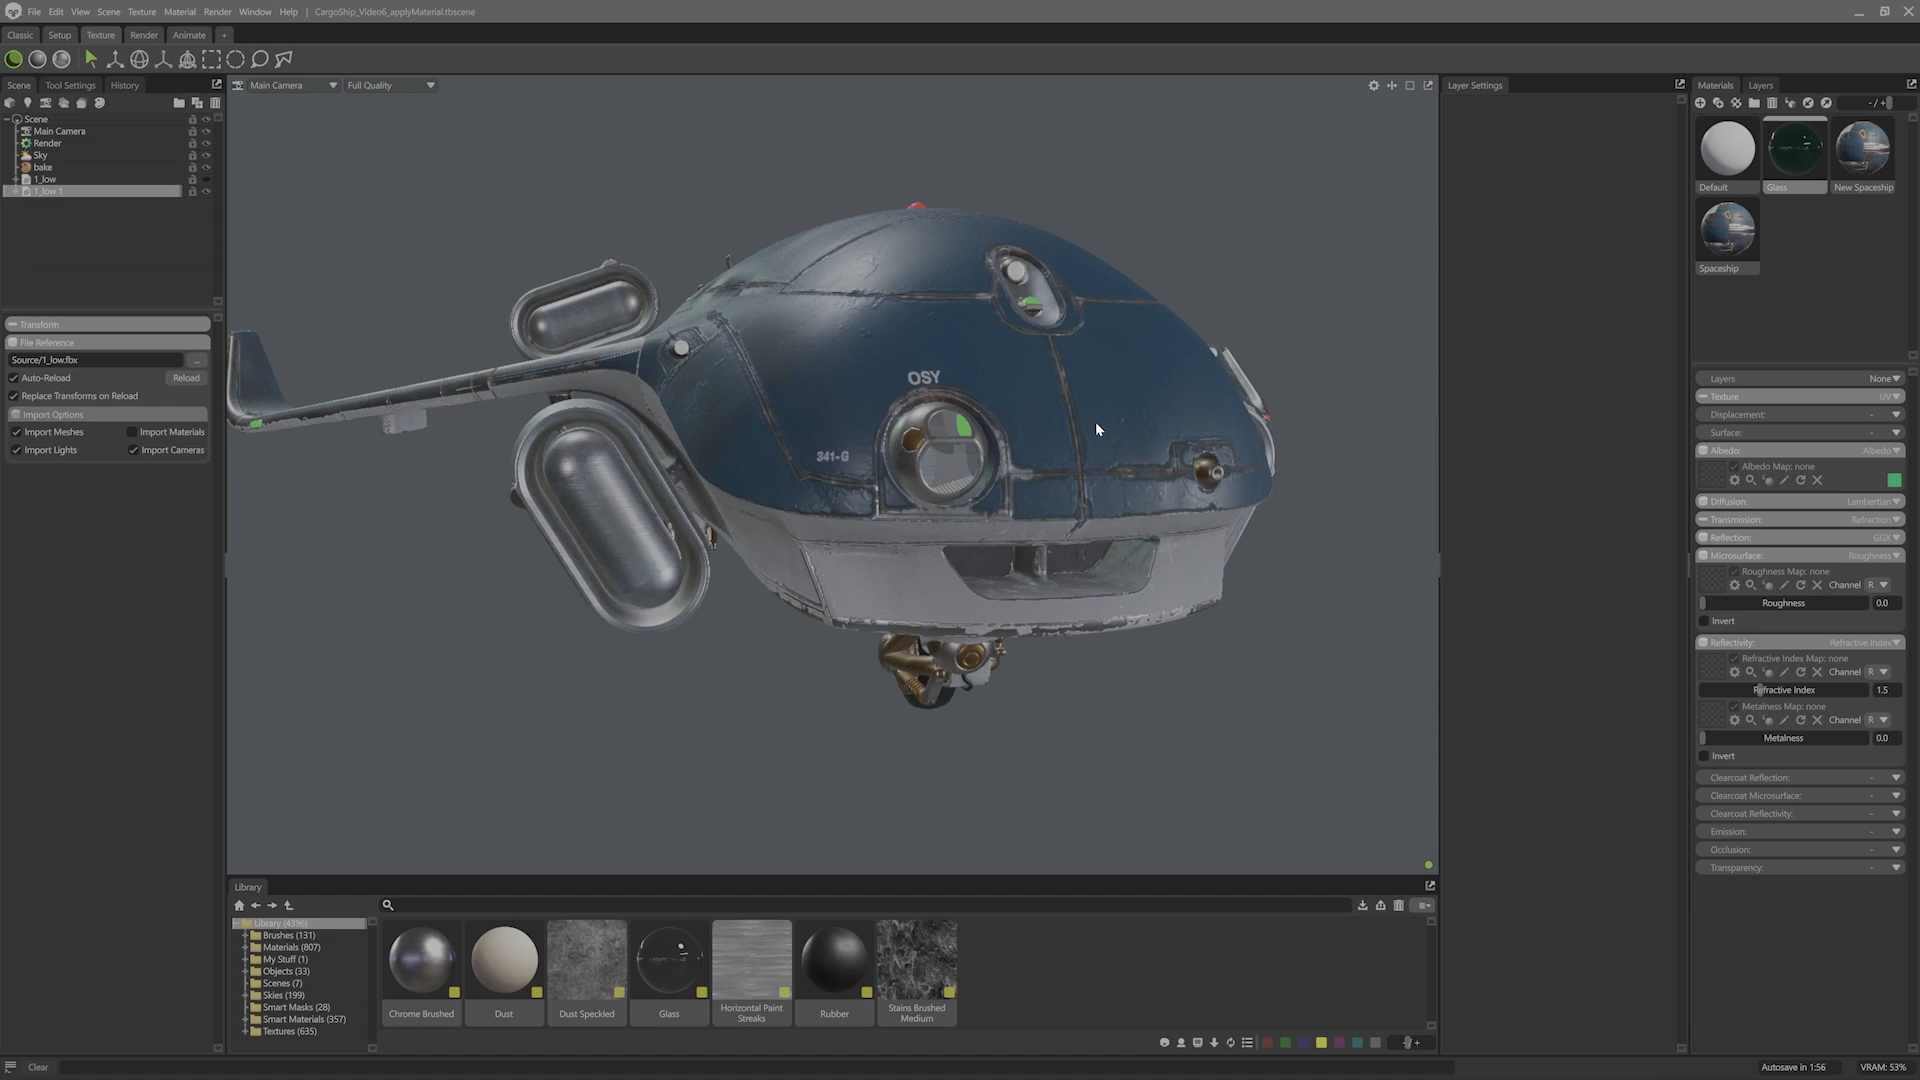 File Edit View Scene Texture Material Render Window Help | CargoShip_Video6_applyMaterial.tbscene
Classic Setup Texture Render Animate +
Scene Tool Settings History
Main Camera Full Quality
Layer Settings
Materials Layers
- / +
Scene
Main Camera
Render
Sky
bake
1_low
1_low 1
Default Glass New Spaceship
Spaceship
Transform
File Reference
Source/1_low.fbx ...
Auto-Reload Reload
Replace Transforms on Reload
Import Options
Import Meshes Import Materials
Import Lights Import Cameras
OSY
341-G
Layers None
Texture UV
Displacement: -
Surface: -
Albedo: Albedo
Albedo Map: none
Diffusion: Lambertian
Transmission: Refraction
Reflection: GGX
Microsurface: Roughness
Roughness Map: none
Channel R
Roughness 0.0
Invert
Reflectivity: Refractive Index
Refractive Index Map: none
Channel R
Refractive Index 1.5
Metalness Map: none
Channel R
Metalness 0.0
Invert
Clearcoat Reflection: -
Clearcoat Microsurface: -
Clearcoat Reflectivity: -
Emission: -
Occlusion: -
Transparency: -
Library
Library (4396)
Brushes (131)
Materials (807)
My Stuff (1)
Objects (33)
Scenes (7)
Skies (199)
Smart Masks (28)
Smart Materials (357)
Textures (635)
Chrome Brushed
Dust
Dust Speckled
Glass
Horizontal Paint
Streaks
Rubber
Stains Brushed
Medium
Clear
Autosave in 1:56 VRAM: 53%